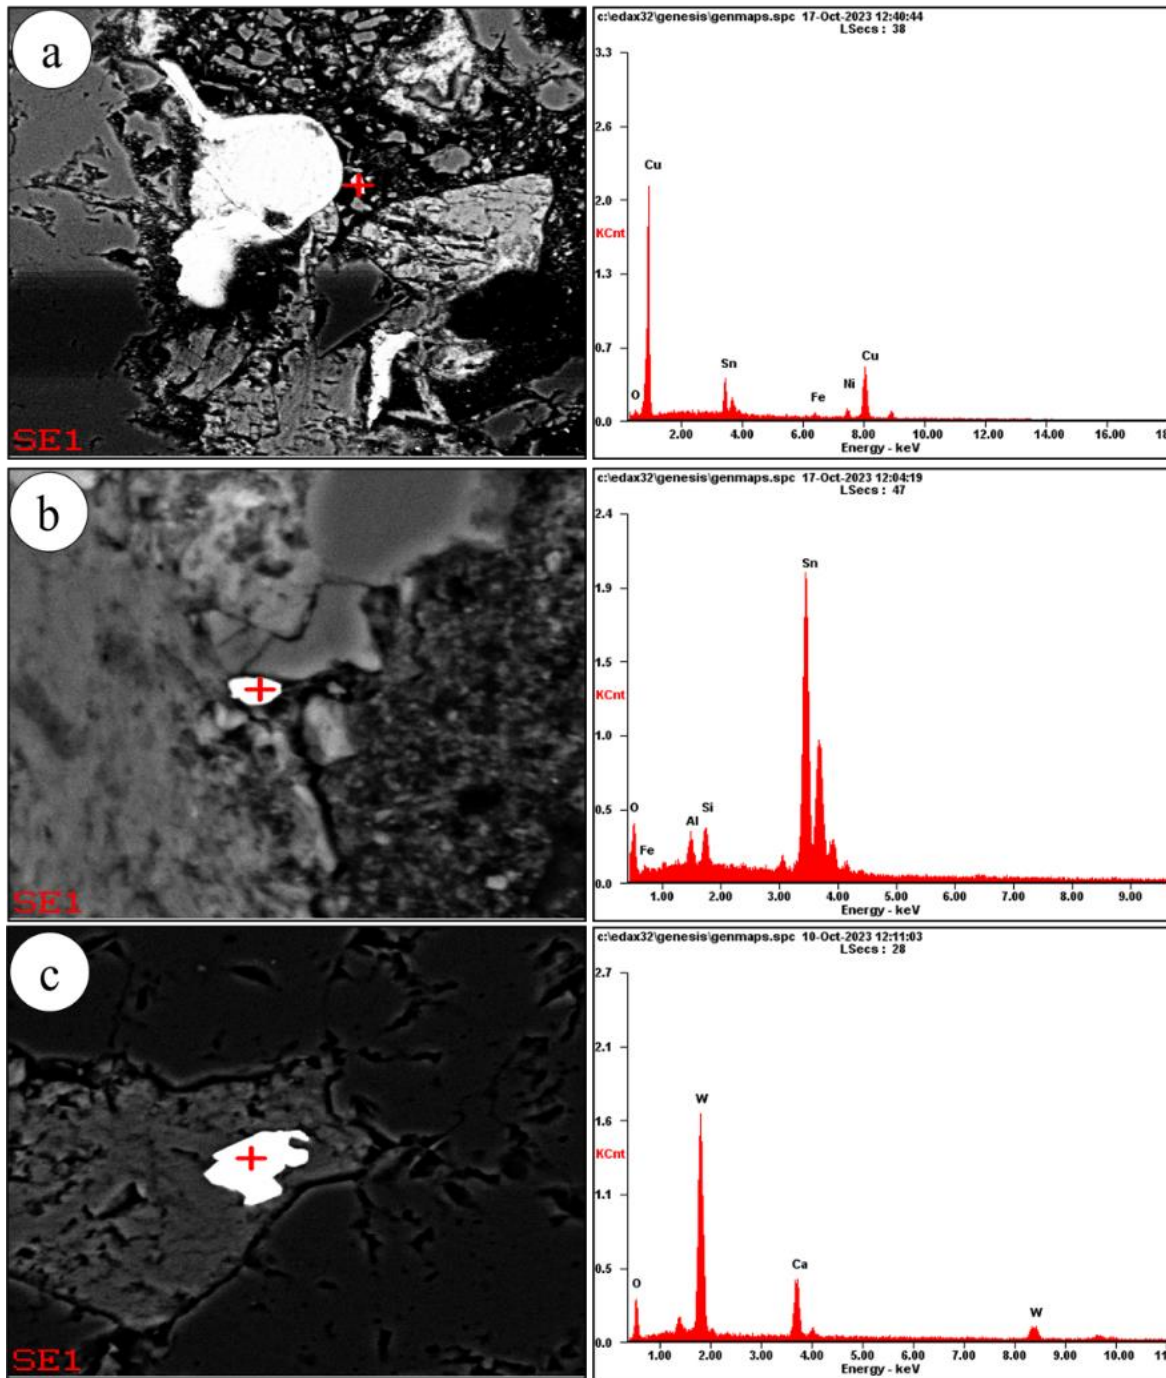 a
SE1
c:\edax32\genesis\genmaps.spc 17-Oct-2023 12:40:44
LSecs : 38
3.3
2.6
2.0
KCnt
1.3
0.7
0.0
Cu
Sn
O
Fe
Ni
Cu
2.00 4.00 6.00 8.00 10.00 12.00 14.00 16.00 18.
Energy - keV
b
SE1
c:\edax32\genesis\genmaps.spc 17-Oct-2023 12:04:19
LSecs : 47
2.4
1.9
1.5
KCnt
1.0
0.5
0.0
Sn
O
Fe
Al
Si
1.00 2.00 3.00 4.00 5.00 6.00 7.00 8.00 9.00
Energy - keV
c
SE1
c:\edax32\genesis\genmaps.spc 10-Oct-2023 12:11:03
LSecs : 28
2.7
2.1
1.6
KCnt
1.1
0.5
0.0
W
O
Ca
W
1.00 2.00 3.00 4.00 5.00 6.00 7.00 8.00 9.00 10.00
Energy - keV